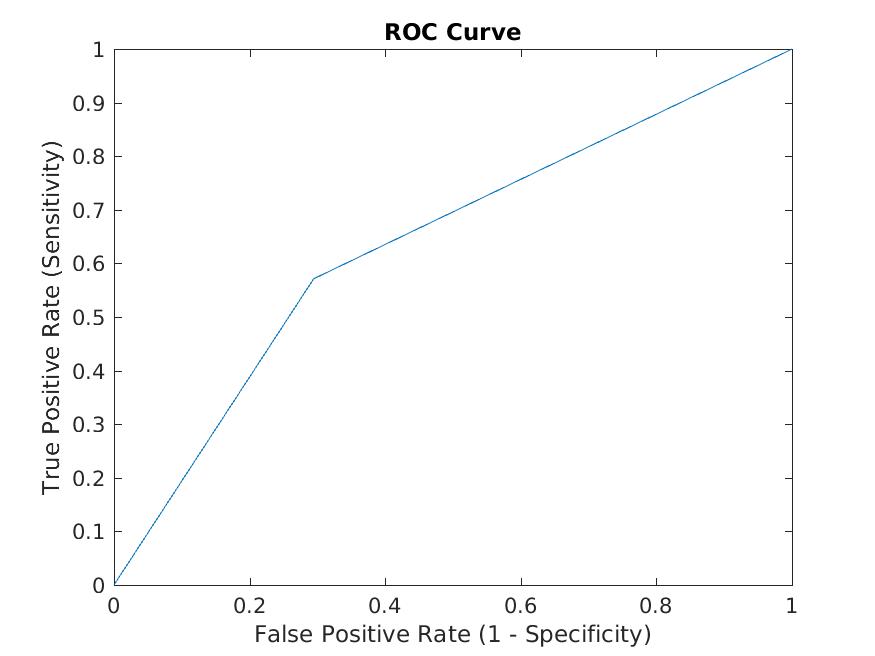 ROC Curve
1
0.9
0.8
0.7
0.6
0.5
0.4
0.3
0.2
0.1
0
True Positive Rate (Sensitivity)
0 0.2 0.4 0.6 0.8 1
False Positive Rate (1 - Specificity)